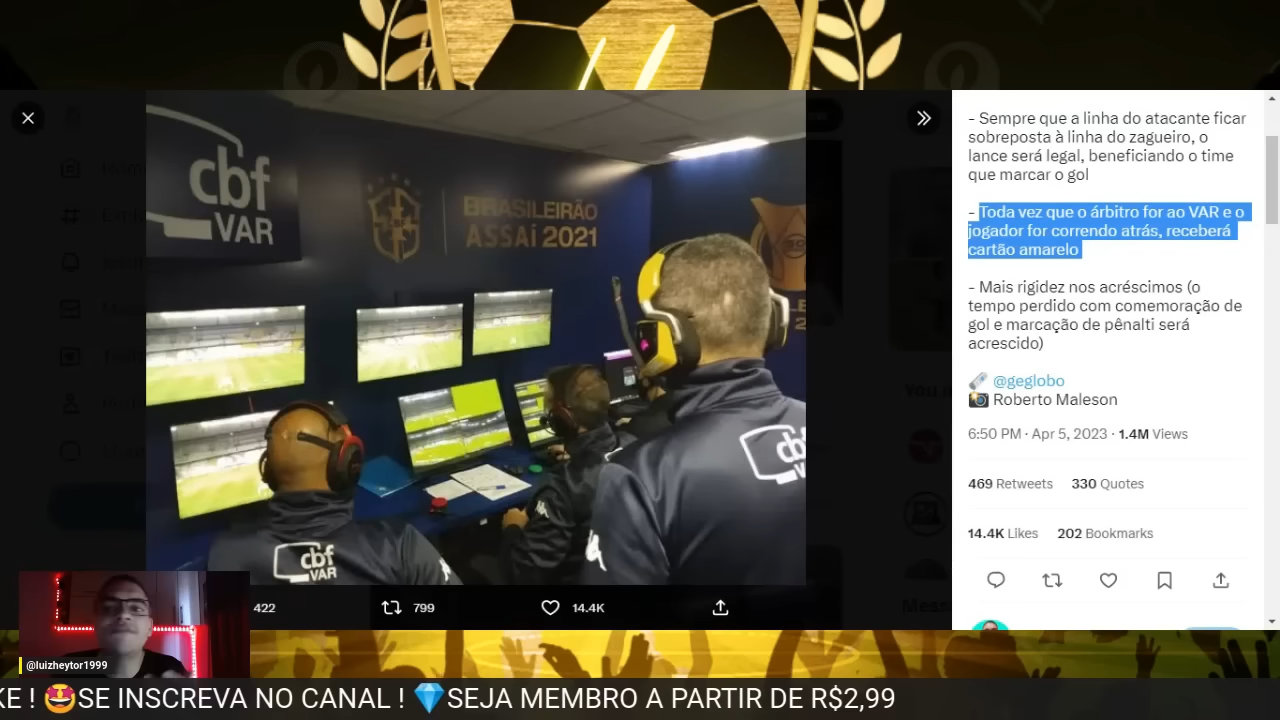 - Sempre que a linha do atacante ficar
sobreposta à linha do zagueiro, o
lance será legal, beneficiando o time
que marcar o gol
- Toda vez que o árbitro for ao VAR e o
jogador for correndo atrás, receberá
cartão amarelo
- Mais rigidez nos acréscimos (o
tempo perdido com comemoração de
gol e marcação de pênalti será
acrescido)
@geglobo
Roberto Maleson
6:50 PM · Apr 5, 2023 · 1.4M Views
469 Retweets 330 Quotes
14.4K Likes 202 Bookmarks
cbf
VAR
BRASILEIRÃO
ASSAÍ 2021
cbf
VAR
cb
V
422 799 14.4K
@luizheytor1999
KE ! 🤩SE INSCREVA NO CANAL ! 💎SEJA MEMBRO A PARTIR DE R$2,99